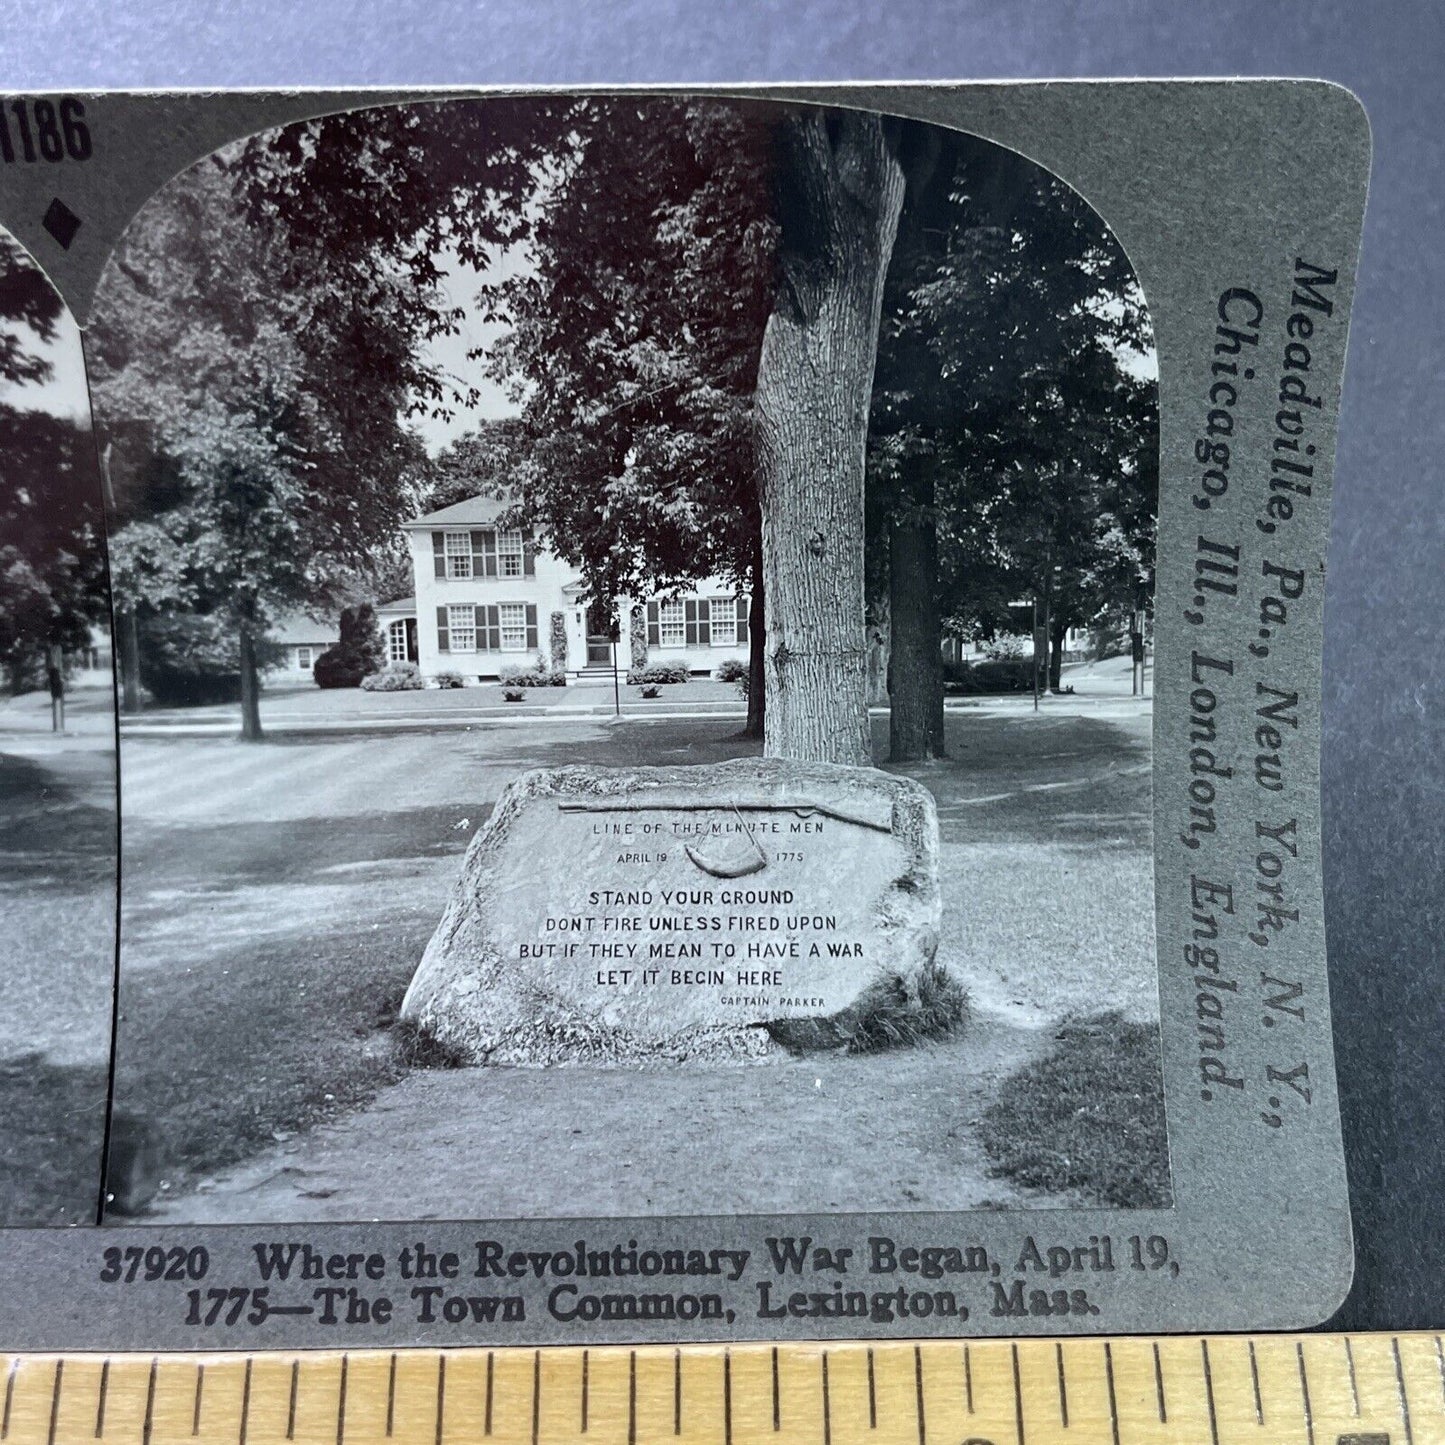 1186
LINE OF THE MINUTE MEN
APRIL 19 1775
STAND YOUR GROUND
DONT FIRE UNLESS FIRED UPON
BUT IF THEY MEAN TO HAVE A WAR
LET IT BEGIN HERE
CAPTAIN PARKER
Meadville, Pa., New York, N. Y.,
Chicago, Ill., London, England.
37920 Where the Revolutionary War Began, April 19,
1775—The Town Common, Lexington, Mass.